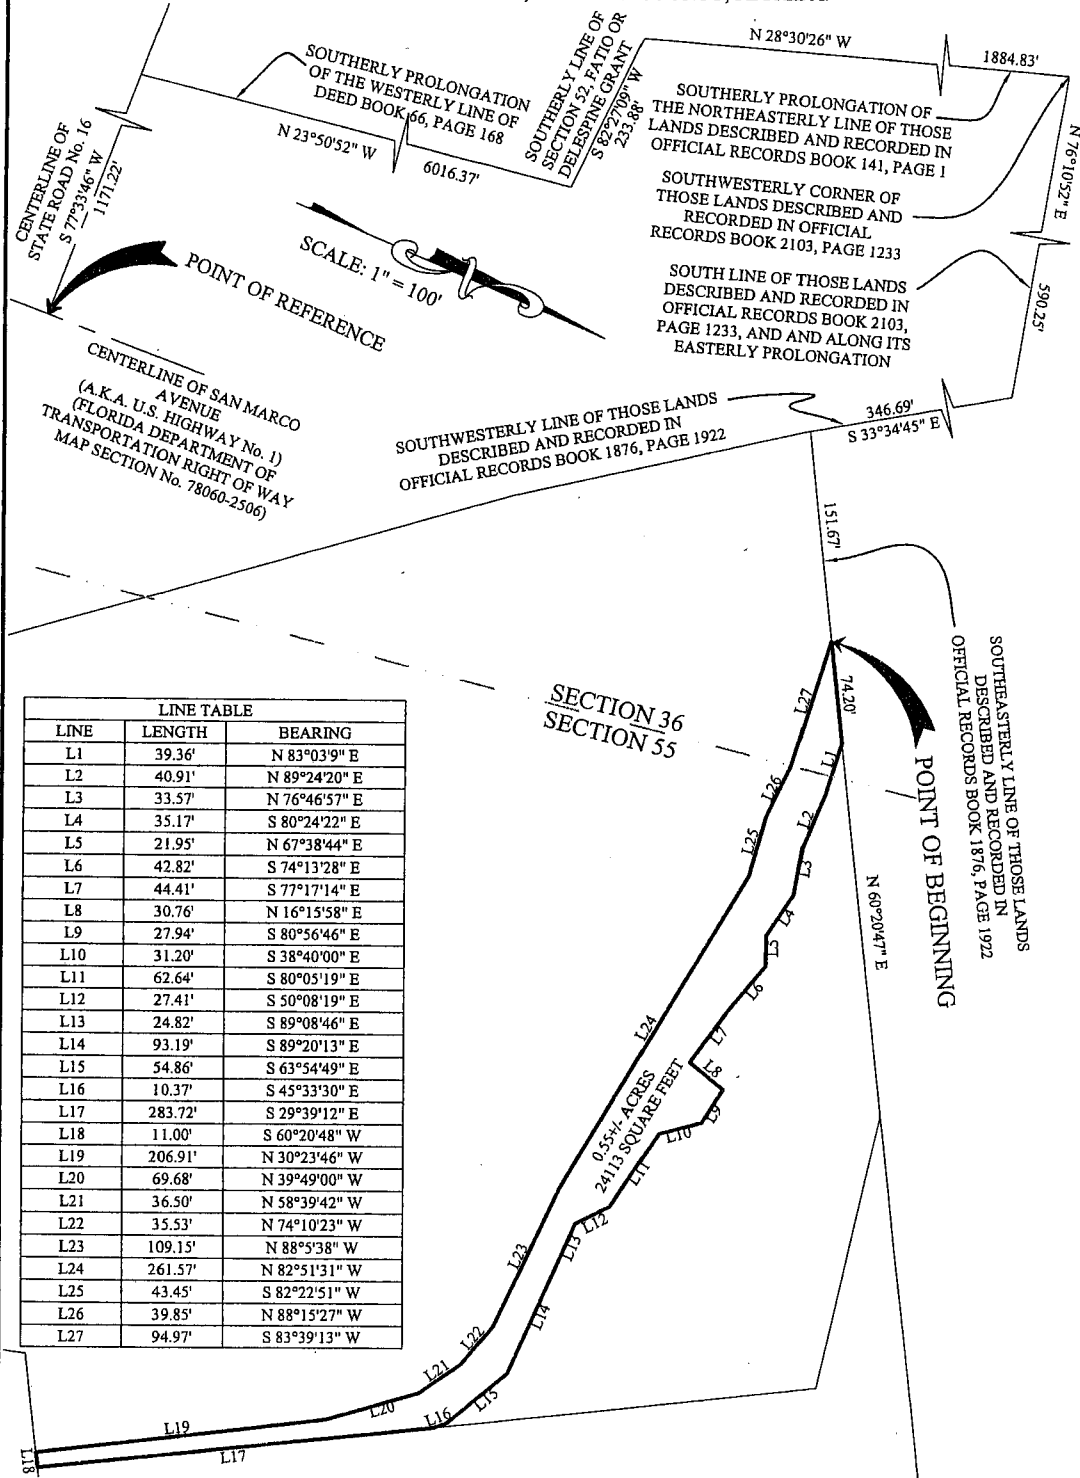 N 28°30'26" W
1884.83'
SOUTHERLY PROLONGATION
OF THE WESTERLY LINE OF
DEED BOOK 66, PAGE 168
N 23°50'52" W
6016.37'
SOUTHERLY LINE OF
SECTION 52, FATIO OR
DELESPINE GRANT
S 82°27'09" W
233.88'
SOUTHERLY PROLONGATION OF
THE NORTHEASTERLY LINE OF THOSE
LANDS DESCRIBED AND RECORDED IN
OFFICIAL RECORDS BOOK 141, PAGE 1
N 76°10'52" E
590.25'
CENTERLINE OF
STATE ROAD No. 16
S 77°33'46" W
1171.22'
SOUTHWESTERLY CORNER OF
THOSE LANDS DESCRIBED AND
RECORDED IN OFFICIAL
RECORDS BOOK 2103, PAGE 1233
SCALE: 1" = 100'
POINT OF REFERENCE
SOUTH LINE OF THOSE LANDS
DESCRIBED AND RECORDED IN
OFFICIAL RECORDS BOOK 2103,
PAGE 1233, AND AND ALONG ITS
EASTERLY PROLONGATION
CENTERLINE OF SAN MARCO
AVENUE
(A.K.A. U.S. HIGHWAY No. 1)
(FLORIDA DEPARTMENT OF
TRANSPORTATION RIGHT OF WAY
MAP SECTION No. 78060-2506)
SOUTHWESTERLY LINE OF THOSE LANDS
DESCRIBED AND RECORDED IN
OFFICIAL RECORDS BOOK 1876, PAGE 1922
346.69'
S 33°34'45" E
151.67'
SOUTHEASTERLY LINE OF THOSE LANDS
DESCRIBED AND RECORDED IN
OFFICIAL RECORDS BOOK 1876, PAGE 1922
POINT OF BEGINNING
74.20'
N 60°20'47" E
SECTION 36
SECTION 55
LINE TABLE
LINE LENGTH BEARING
L1 39.36' N 83°03'9" E
L2 40.91' N 89°24'20" E
L3 33.57' N 76°46'57" E
L4 35.17' S 80°24'22" E
L5 21.95' N 67°38'44" E
L6 42.82' S 74°13'28" E
L7 44.41' S 77°17'14" E
L8 30.76' N 16°15'58" E
L9 27.94' S 80°56'46" E
L10 31.20' S 38°40'00" E
L11 62.64' S 80°05'19" E
L12 27.41' S 50°08'19" E
L13 24.82' S 89°08'46" E
L14 93.19' S 89°20'13" E
L15 54.86' S 63°54'49" E
L16 10.37' S 45°33'30" E
L17 283.72' S 29°39'12" E
L18 11.00' S 60°20'48" W
L19 206.91' N 30°23'46" W
L20 69.68' N 39°49'00" W
L21 36.50' N 58°39'42" W
L22 35.53' N 74°10'23" W
L23 109.15' N 88°5'38" W
L24 261.57' N 82°51'31" W
L25 43.45' S 82°22'51" W
L26 39.85' N 88°15'27" W
L27 94.97' S 83°39'13" W
L27
L1
L26
L2
L25
L3
L4
L5
L6
L24
L7
L8
L9
0.55+/- ACRES
24113 SQUARE FEET
L10
L11
L12
L13
L23
L14
L22
L21
L15
L20
L16
L19
L17
L18